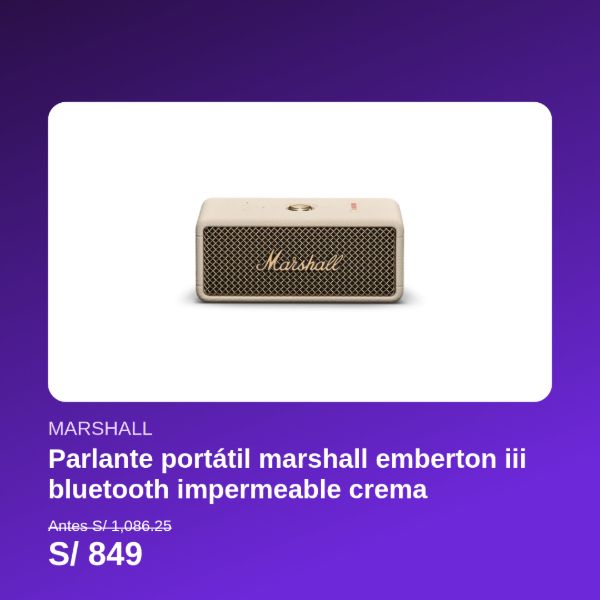 Marshall
MARSHALL
Parlante portátil marshall emberton iii
bluetooth impermeable crema
Antes S/ 1,086.25
S/ 849